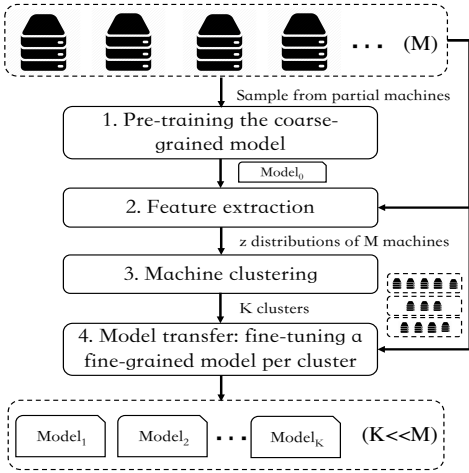 ... (M)
Sample from partial machines
1. Pre-training the coarse-
grained model
Model₀
2. Feature extraction
z distributions of M machines
3. Machine clustering
K clusters
4. Model transfer: fine-tuning a
fine-grained model per cluster
Model₁ Model₂ ... Model_K (K<<M)